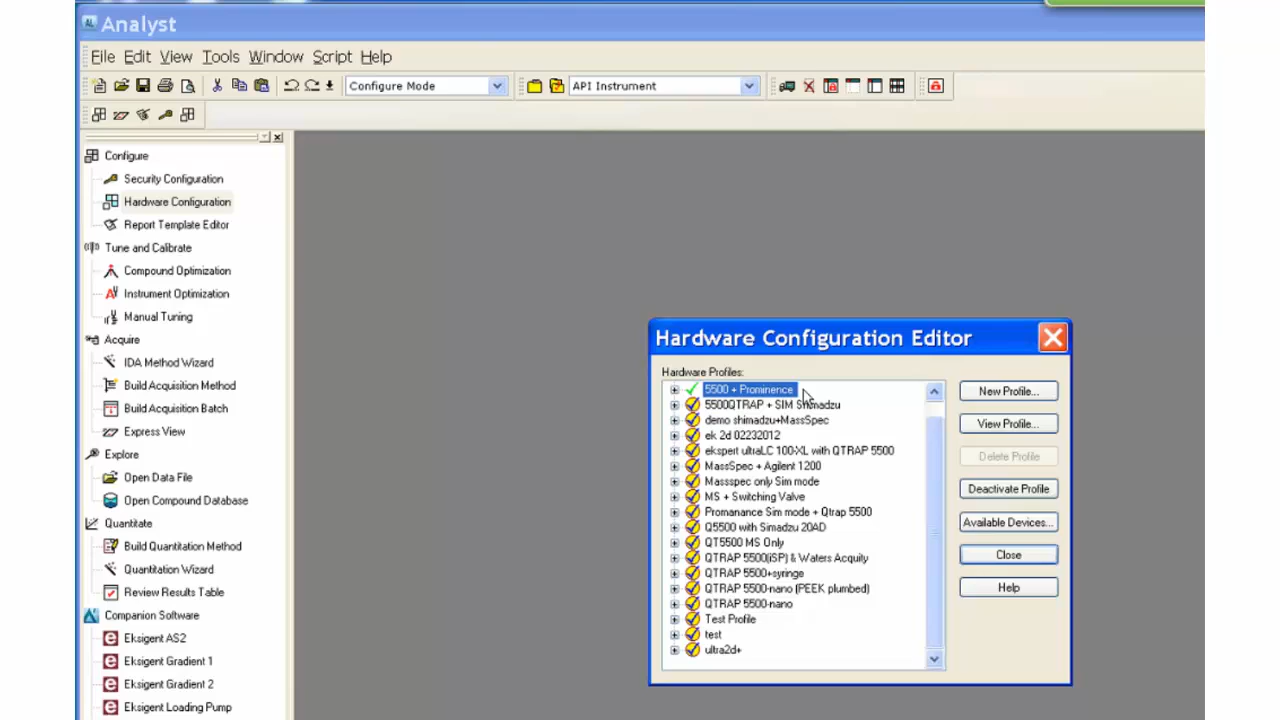 Analyst
File Edit View Tools Window Script Help
Configure Mode API Instrument
Configure
Security Configuration
Hardware Configuration
Report Template Editor
Tune and Calibrate
Compound Optimization
Instrument Optimization
Manual Tuning
Acquire
IDA Method Wizard
Build Acquisition Method
Build Acquisition Batch
Express View
Explore
Open Data File
Open Compound Database
Quantitate
Build Quantitation Method
Quantitation Wizard
Review Results Table
Companion Software
Eksigent AS2
Eksigent Gradient 1
Eksigent Gradient 2
Eksigent Loading Pump
Hardware Configuration Editor
Hardware Profiles:
5500 + Prominence
5500QTRAP + SIM Shimadzu
demo shimadzu+MassSpec
ek 2d 02232012
ekspert ultraLC 100-XL with QTRAP 5500
MassSpec + Agilent 1200
Massspec only Sim mode
MS + Switching Valve
Promanance Sim mode + Qtrap 5500
Q5500 with Simadzu 20AD
QT5500 MS Only
QTRAP 5500(iSP) & Waters Acquity
QTRAP 5500+syringe
QTRAP 5500-nano (PEEK plumbed)
QTRAP 5500-nano
Test Profile
test
ultra2d+
New Profile...
View Profile...
Delete Profile
Deactivate Profile
Available Devices...
Close
Help